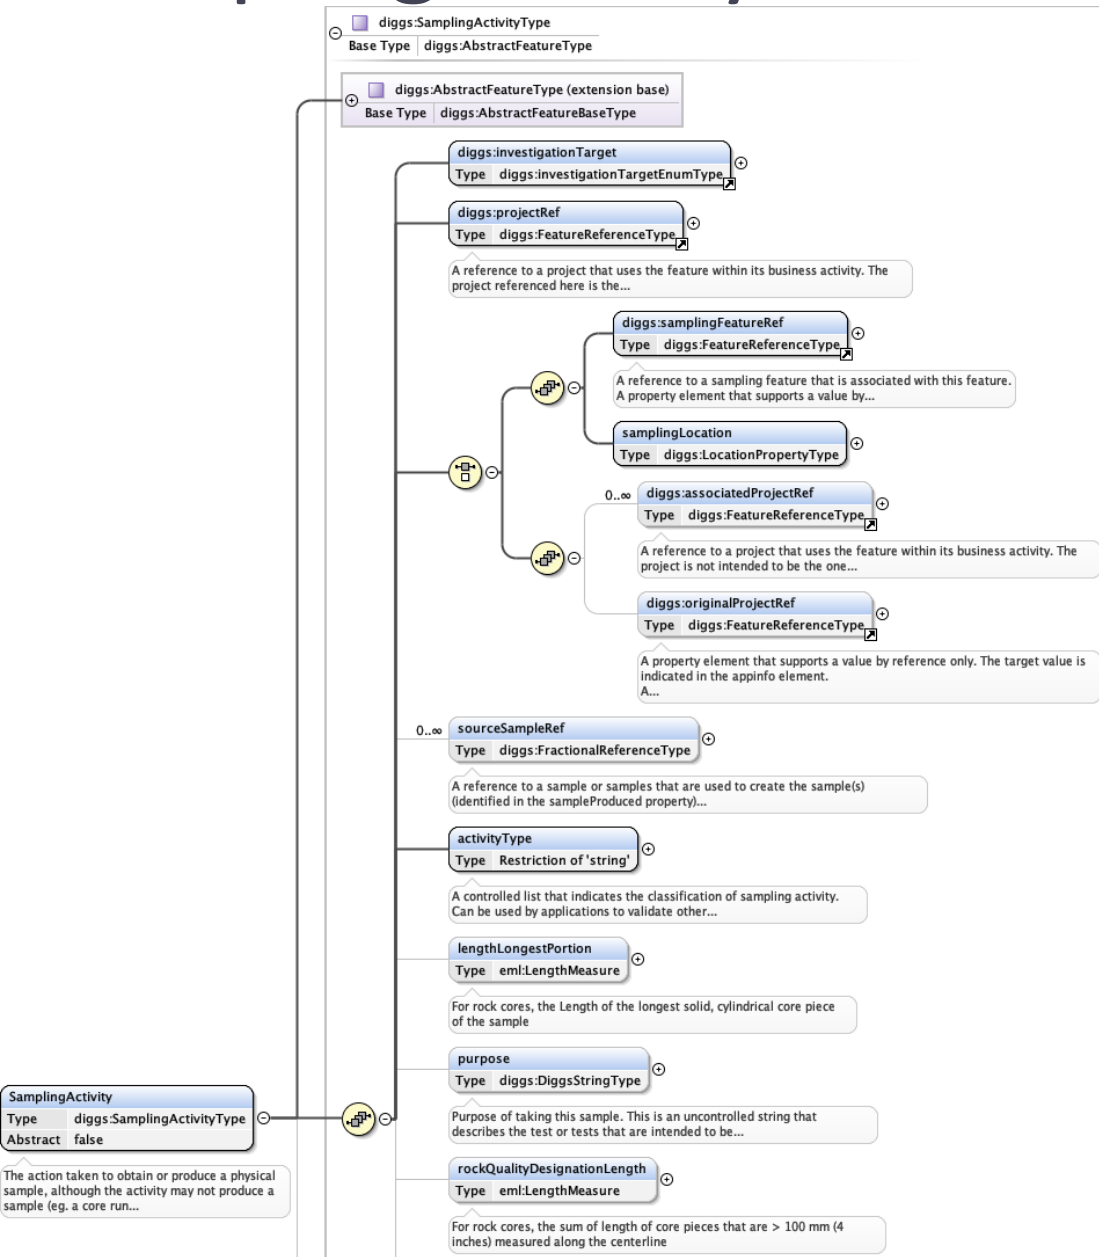 diggs:SamplingActivityType
Base Type diggs:AbstractFeatureType
diggs:AbstractFeatureType (extension base)
Base Type diggs:AbstractFeatureBaseType
diggs:investigationTarget
Type diggs:investigationTargetEnumType
diggs:projectRef
Type diggs:FeatureReferenceType
A reference to a project that uses the feature within its business activity. The
project referenced here is the...
diggs:samplingFeatureRef
Type diggs:FeatureReferenceType
A reference to a sampling feature that is associated with this feature.
A property element that supports a value by...
samplingLocation
Type diggs:LocationPropertyType
0..∞ diggs:associatedProjectRef
Type diggs:FeatureReferenceType
A reference to a project that uses the feature within its business activity. The
project is not intended to be the one...
diggs:originalProjectRef
Type diggs:FeatureReferenceType
A property element that supports a value by reference only. The target value is
indicated in the appinfo element.
A...
0..∞ sourceSampleRef
Type diggs:FractionalReferenceType
A reference to a sample or samples that are used to create the sample(s)
(identified in the sampleProduced property)...
activityType
Type Restriction of 'string'
A controlled list that indicates the classification of sampling activity.
Can be used by applications to validate other...
lengthLongestPortion
Type eml:LengthMeasure
For rock cores, the Length of the longest solid, cylindrical core piece
of the sample
purpose
Type diggs:DiggsStringType
Purpose of taking this sample. This is an uncontrolled string that
describes the test or tests that are intended to be...
SamplingActivity
Type diggs:SamplingActivityType
Abstract false
The action taken to obtain or produce a physical
sample, although the activity may not produce a
sample (eg. a core run...
rockQualityDesignationLength
Type eml:LengthMeasure
For rock cores, the sum of length of core pieces that are > 100 mm (4
inches) measured along the centerline